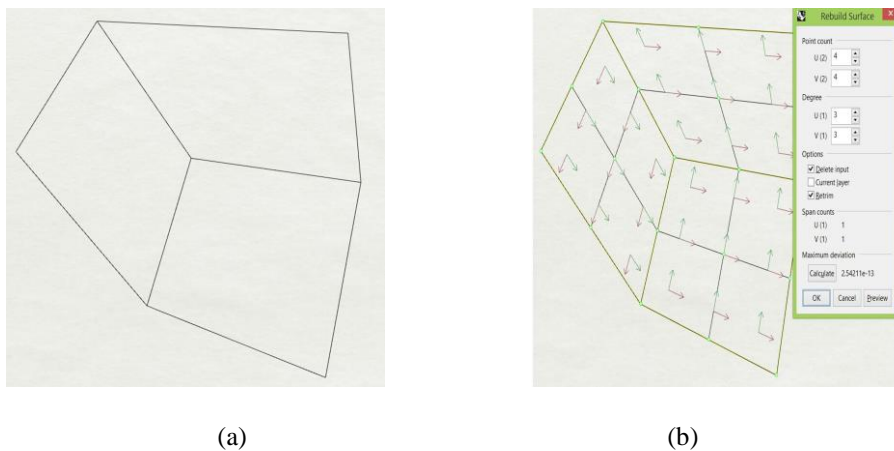 Rebuild Surface
Point count
U (2) 4
V (2) 4
Degree
U (1) 3
V (1) 3
Options
Delete input
Current layer
Retrim
Span counts
U (1) 1
V (1) 1
Maximum deviation
Calculate 2.54211e-13
OK Cancel Preview
(a) (b)